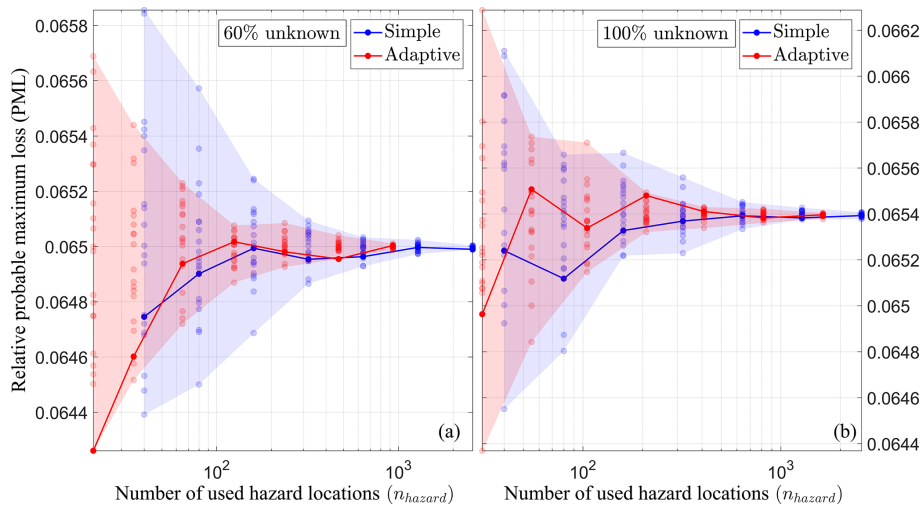 60% unknown
Simple
Adaptive
100% unknown
Simple
Adaptive
Relative probable maximum loss (PML)
0.0658
0.0656
0.0654
0.0652
0.065
0.0648
0.0646
0.0644
0.0662
0.066
0.0658
0.0656
0.0654
0.0652
0.065
0.0648
0.0646
0.0644
(a)
(b)
10^2
10^3
10^2
10^3
Number of used hazard locations (n_hazard)
Number of used hazard locations (n_hazard)